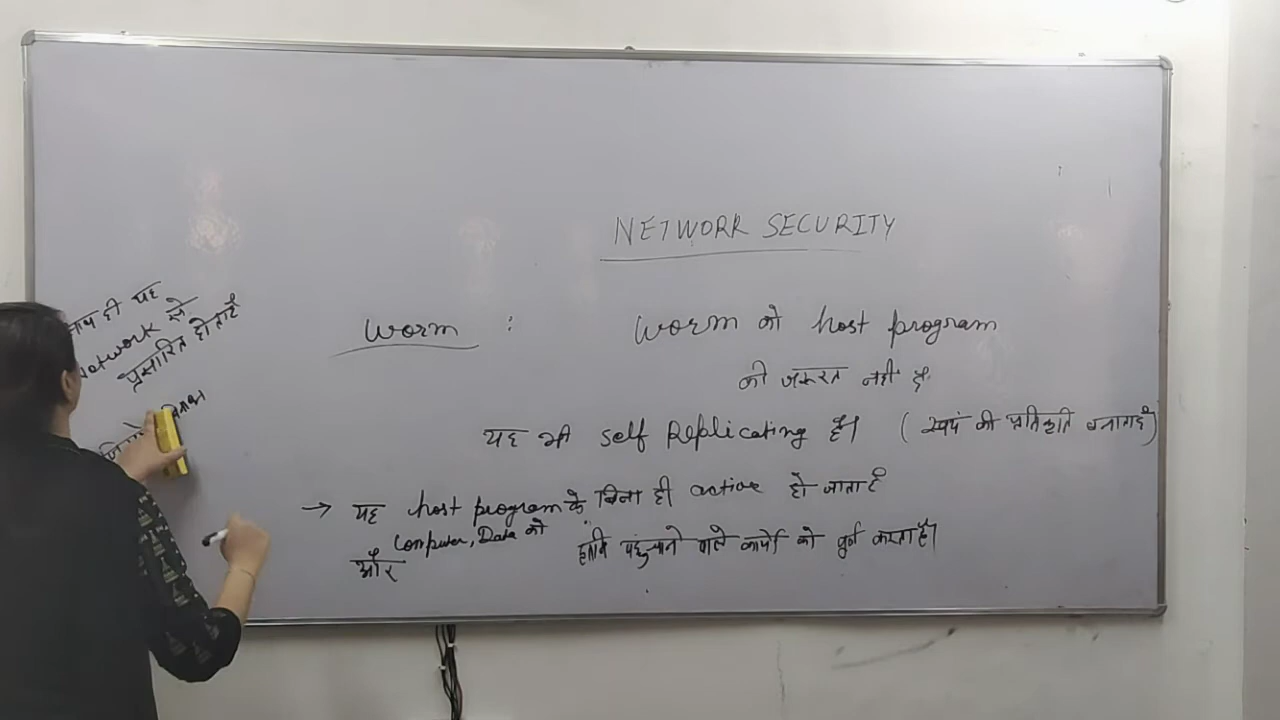 NETWORK SECURITY
Worm : Worm को host program
की जरूरत नहीं है
यह भी Self Replicating है। (स्वयं की प्रतिकृति बनाना है)
→ यह host program के बिना ही active हो जाता है
और Computer, Data को हानि पहुंचाने वाले कार्यो को पूर्ण करता है।
साथ ही यह
Network से
प्रसारित होता है